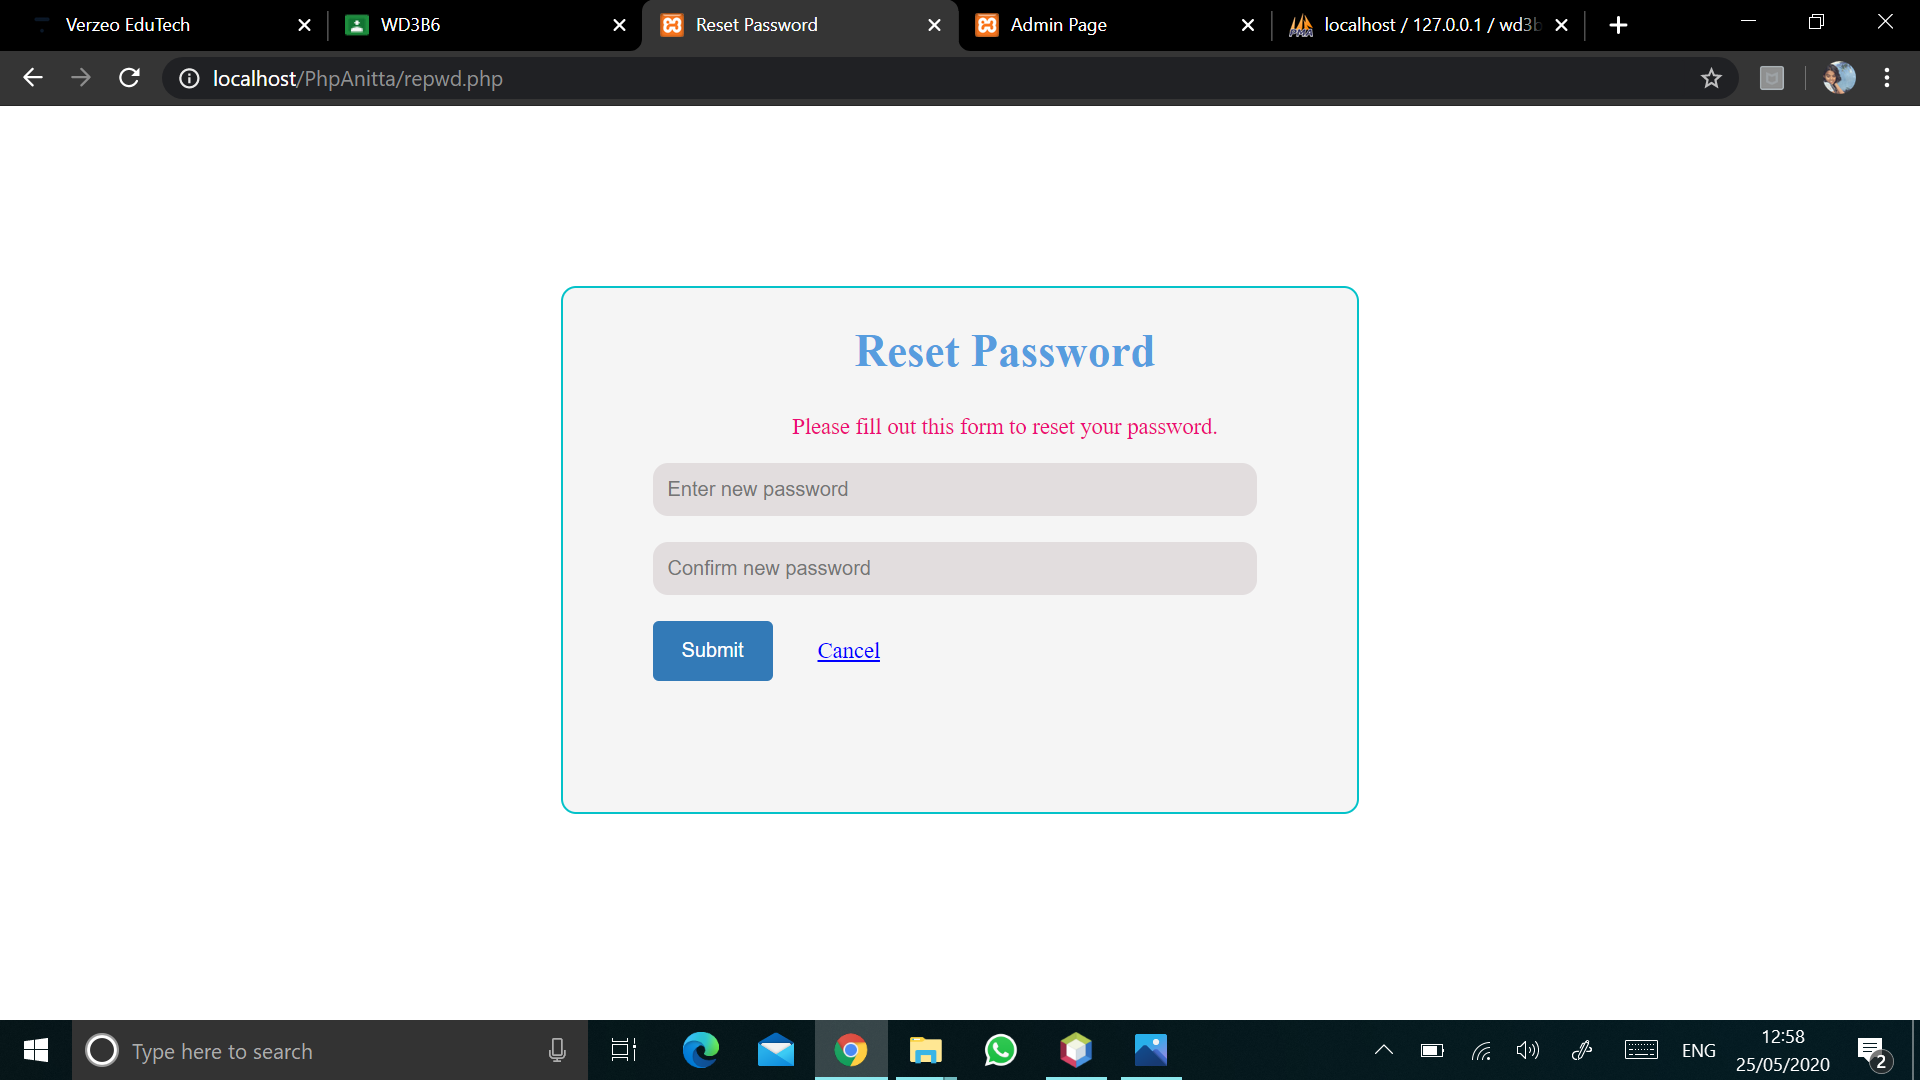 Verzeo EduTech
WD3B6
Reset Password
Admin Page
localhost / 127.0.0.1 / wd3b
localhost/PhpAnitta/repwd.php
Reset Password
Please fill out this form to reset your password.
Enter new password
Confirm new password
Submit
Cancel
Type here to search
ENG
12:58
25/05/2020
2